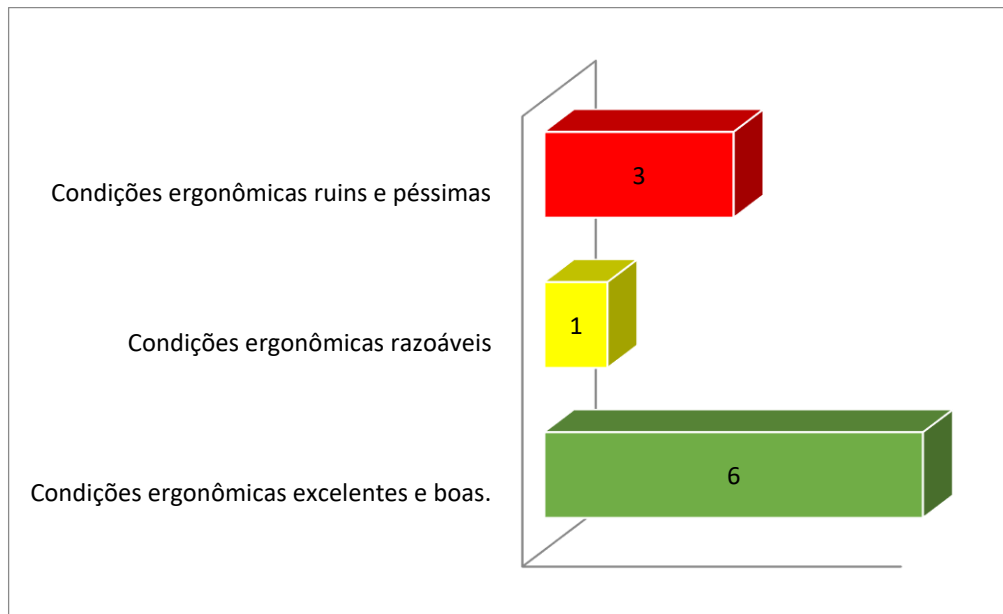 Condições ergonômicas ruins e péssimas
3
Condições ergonômicas razoáveis
1
Condições ergonômicas excelentes e boas.
6